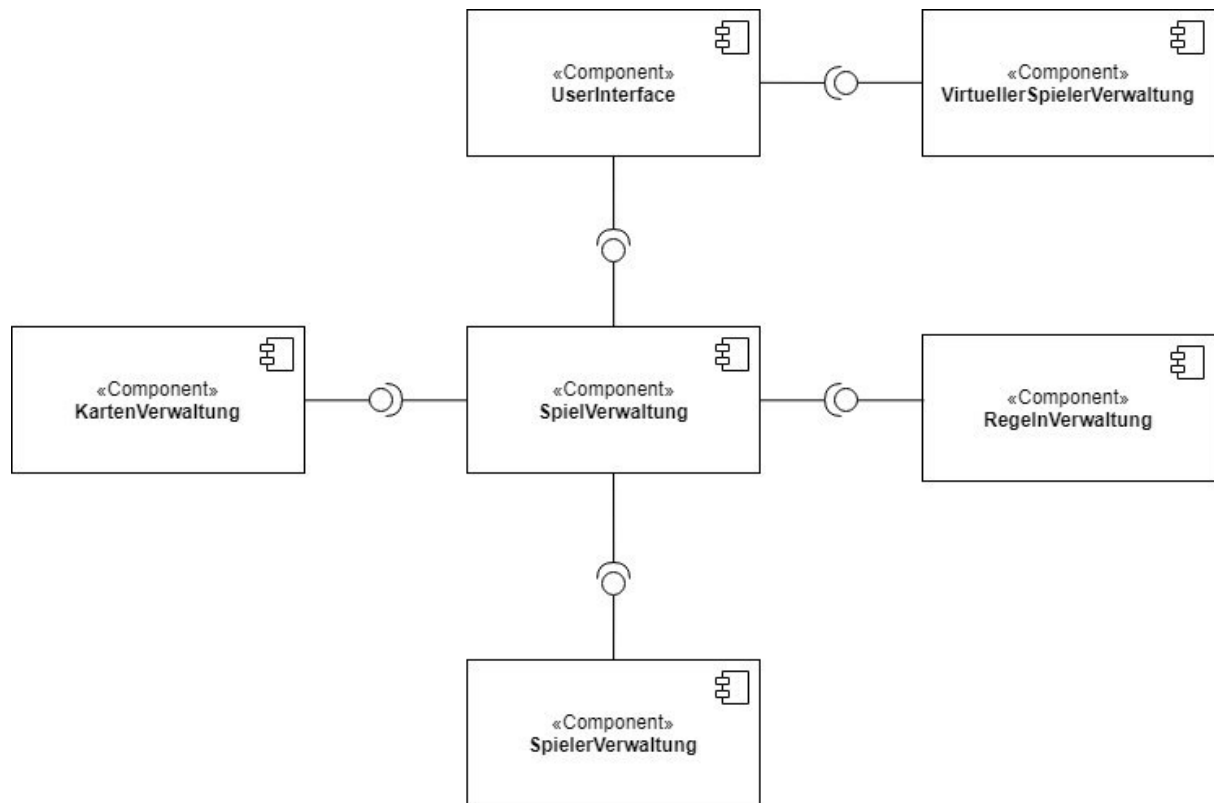 «Component»
UserInterface
«Component»
VirtuellerSpielerVerwaltung
«Component»
KartenVerwaltung
«Component»
SpielVerwaltung
«Component»
RegelnVerwaltung
«Component»
SpielerVerwaltung